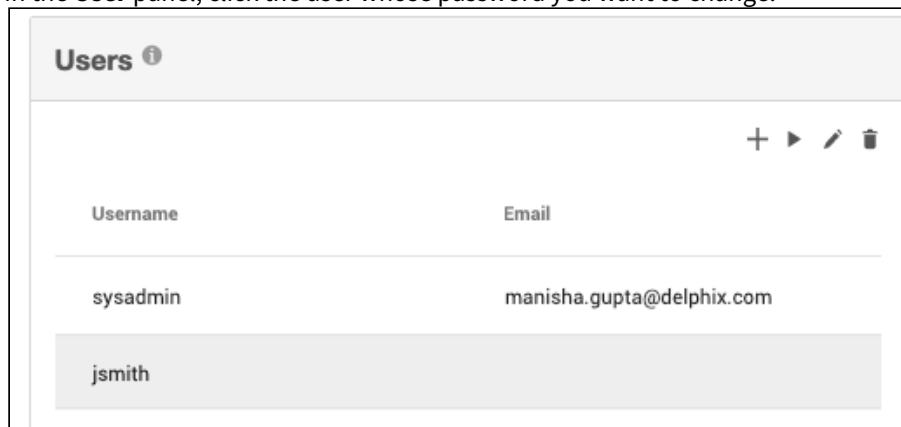 in the User panel, click the user whose password you want to change.
Users
Username Email
sysadmin manisha.gupta@delphix.com
jsmith